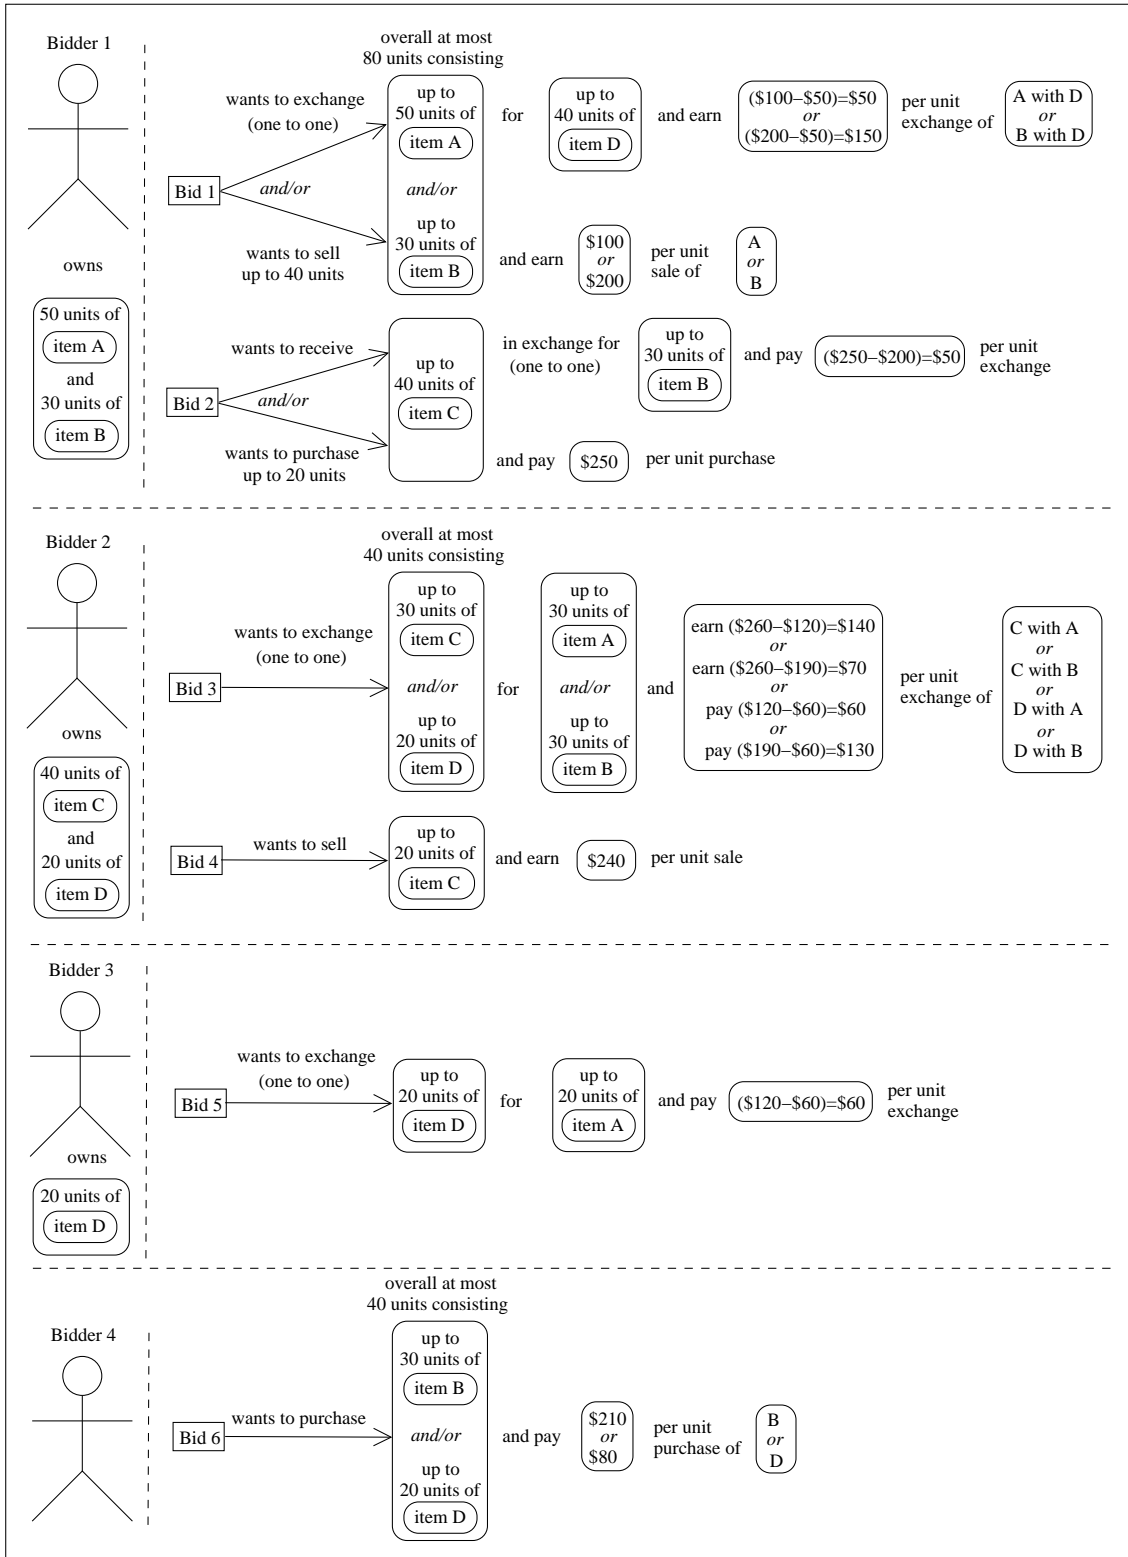 Bidder 1
owns
50 units of
item A
and
30 units of
item B
overall at most
80 units consisting
wants to exchange
(one to one)
Bid 1
and/or
wants to sell
up to 40 units
up to
50 units of
item A
and/or
up to
30 units of
item B
for
up to
40 units of
item D
and earn
($100–$50)=$50
or
($200–$50)=$150
per unit
exchange of
A with D
or
B with D
and earn
$100
or
$200
per unit
sale of
A
or
B
wants to receive
Bid 2
and/or
wants to purchase
up to 20 units
up to
40 units of
item C
in exchange for
(one to one)
up to
30 units of
item B
and pay
($250–$200)=$50
per unit
exchange
and pay
$250
per unit purchase
Bidder 2
owns
40 units of
item C
and
20 units of
item D
overall at most
40 units consisting
wants to exchange
(one to one)
Bid 3
up to
30 units of
item C
and/or
up to
20 units of
item D
for
up to
30 units of
item A
and/or
up to
30 units of
item B
and
earn ($260–$120)=$140
or
earn ($260–$190)=$70
or
pay ($120–$60)=$60
or
pay ($190–$60)=$130
per unit
exchange of
C with A
or
C with B
or
D with A
or
D with B
Bid 4
wants to sell
up to
20 units of
item C
and earn
$240
per unit sale
Bidder 3
owns
20 units of
item D
wants to exchange
(one to one)
Bid 5
up to
20 units of
item D
for
up to
20 units of
item A
and pay
($120–$60)=$60
per unit
exchange
Bidder 4
overall at most
40 units consisting
Bid 6
wants to purchase
up to
30 units of
item B
and/or
up to
20 units of
item D
and pay
$210
or
$80
per unit
purchase of
B
or
D